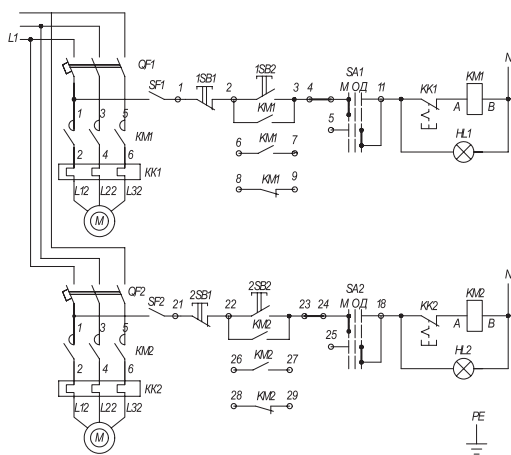 L1
QF1
SF1 1 1SB1 2 1SB2 3 4 SA1 11 KK1 KM1 N
М ОД
KM1
A B
1 3 5
5
KM1
6 KM1 7
HL1
2 4 6
KK1
8 KM1 9
L12 L22 L32
M
QF2
SF2 21 2SB1 22 2SB2 23 24 SA2 18 KK2 KM2 N
М ОД
KM2
A B
1 3 5
25
KM2
26 KM2 27
HL2
2 4 6
KK2
28 KM2 29
L12 L22 L32
M
PE